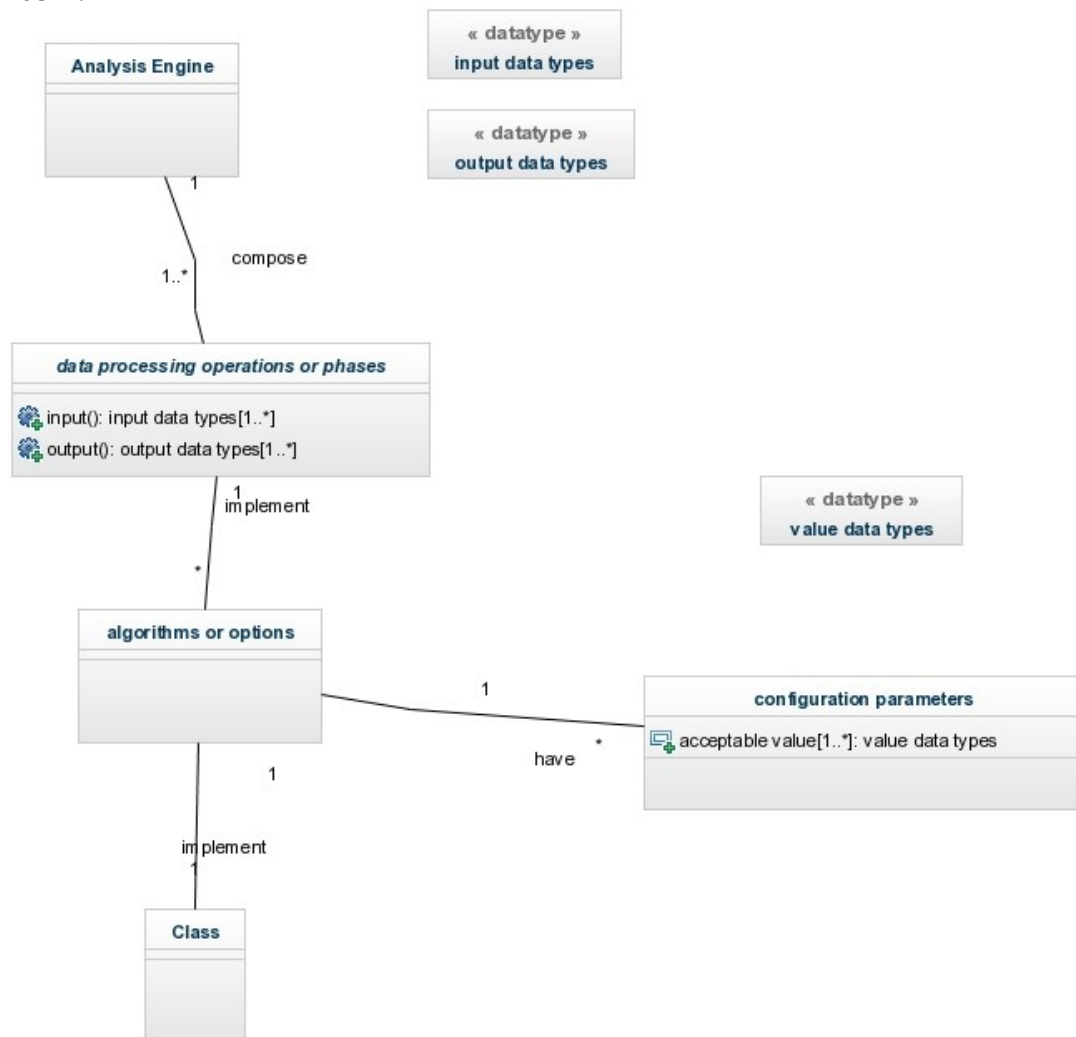 Analysis Engine
« datatype »
input data types
« datatype »
output data types
1
compose
1..*
data processing operations or phases
input(): input data types[1..*]
output(): output data types[1..*]
1
implement
*
« datatype »
value data types
algorithms or options
1
have
*
configuration parameters
acceptable value[1..*]: value data types
1
implement
1
Class